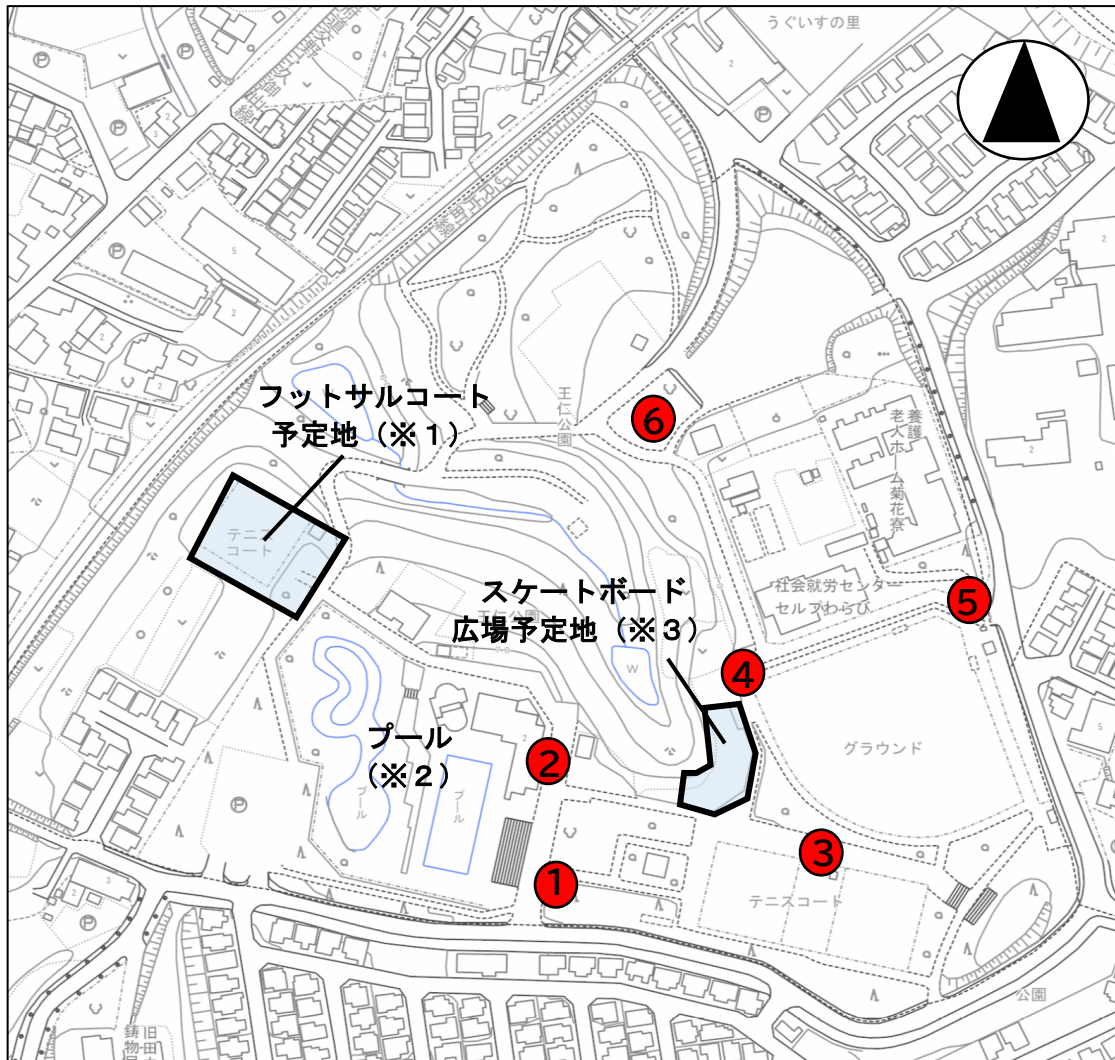 うぐいすの里
フットサルコート
予定地（※１）
王仁公園
6
テニス
コート
養護
老人ホーム菊花寮
スケートボード
広場予定地（※３）
王仁公園
社会就労センター
セルプわらび
5
4
W
グラウンド
プール
（※２）
2
プール
プール
3
1
テニスコート
公園